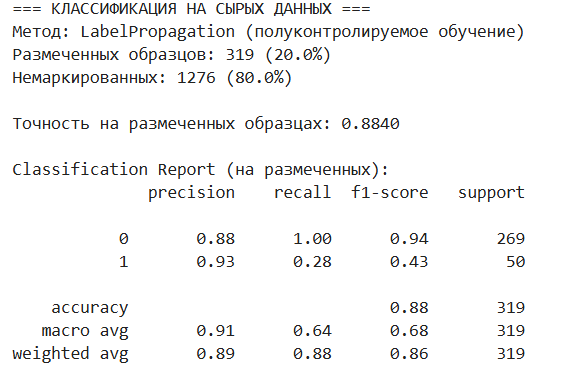 === КЛАССИФИКАЦИЯ НА СЫРЫХ ДАННЫХ ===
Метод: LabelPropagation (полуконтролируемое обучение)
Размеченных образцов: 319 (20.0%)
Немаркированных: 1276 (80.0%)

Точность на размеченных образцах: 0.8840

Classification Report (на размеченных):
              precision    recall  f1-score   support

           0       0.88      1.00      0.94       269
           1       0.93      0.28      0.43        50

    accuracy                           0.88       319
   macro avg       0.91      0.64      0.68       319
weighted avg       0.89      0.88      0.86       319